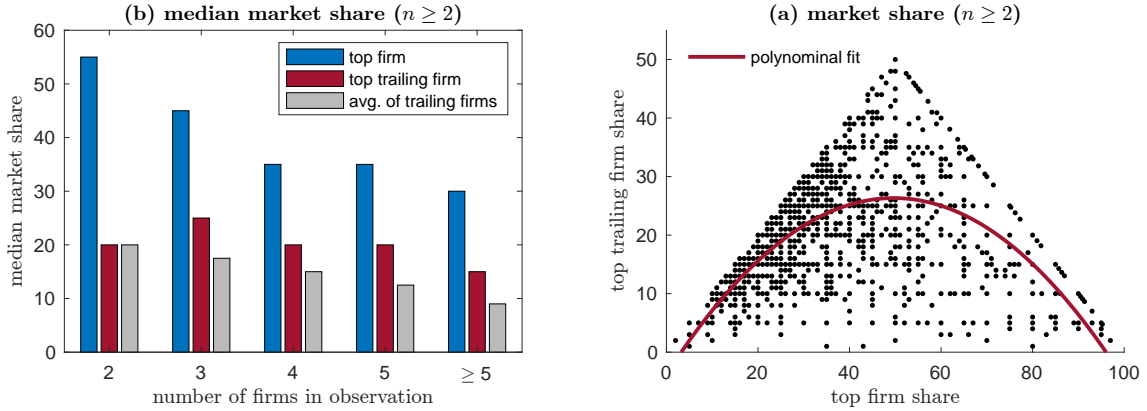 (b) median market share (n ≥ 2)
60
50
40
30
20
10
0
median market share
top firm
top trailing firm
avg. of trailing firms
2 3 4 5 ≥ 5
number of firms in observation
(a) market share (n ≥ 2)
50
40
30
20
10
0
top trailing firm share
polynominal fit
0 20 40 60 80 100
top firm share